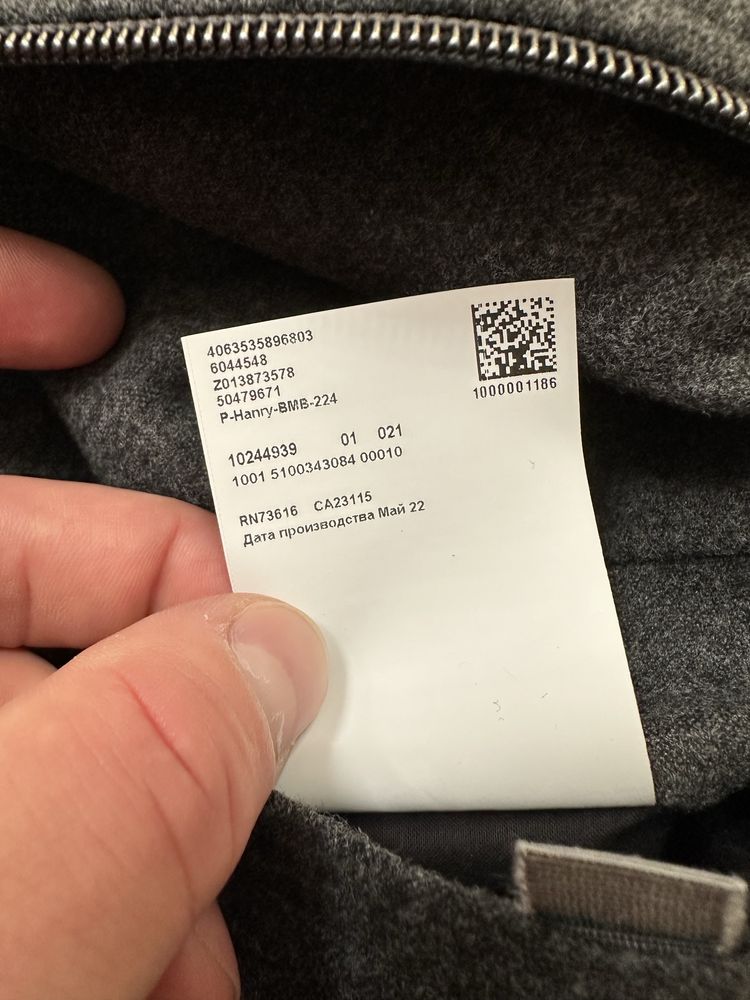 4063535896803
6044548
Z013873578
50479671
P-Hanry-BMB-224
1000001186
10244939 01 021
1001 5100343084 00010
RN73616 CA23115
Дата производства Май 22